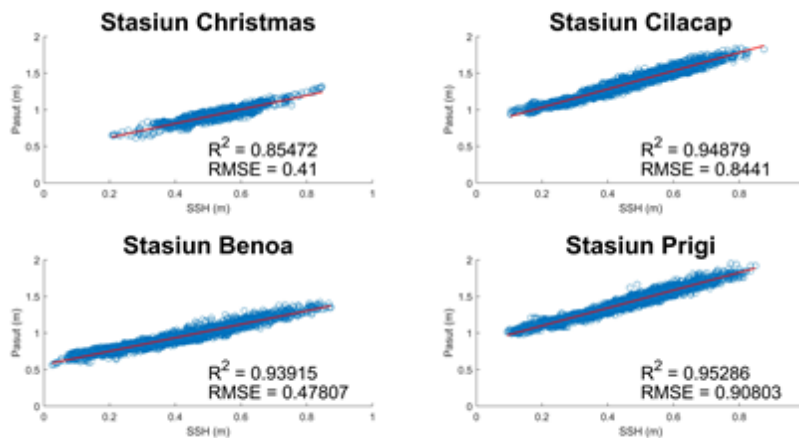 Stasiun Christmas
2
1.5
1
0.5
0
Pasut (m)
R² = 0.85472
RMSE = 0.41
0 0.2 0.4 0.6 0.8 1
SSH (m)
Stasiun Cilacap
2
1.5
1
0.5
0
Pasut (m)
R² = 0.94879
RMSE = 0.8441
0 0.2 0.4 0.6 0.8
SSH (m)
Stasiun Benoa
2
1.5
1
0.5
0
Pasut (m)
R² = 0.93915
RMSE = 0.47807
0 0.2 0.4 0.6 0.8 1
SSH (m)
Stasiun Prigi
2
1.5
1
0.5
0
Pasut (m)
R² = 0.95286
RMSE = 0.90803
0 0.2 0.4 0.6 0.8
SSH (m)